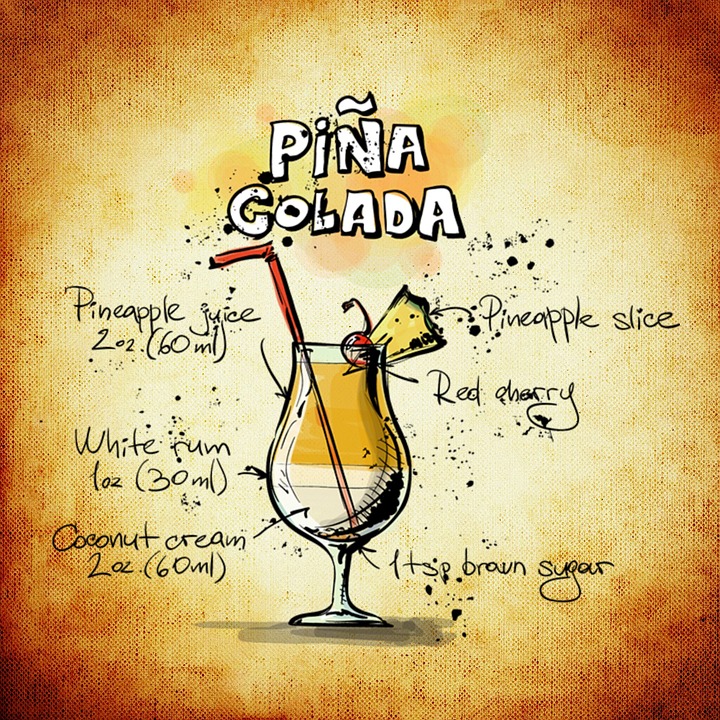 PIÑA
COLADA
Pineapple juice
2oz.(60ml)
Pineapple slice
Red cherry
White rum
1oz (30ml)
Coconut cream
2oz.(60ml)
1tsp brown sugar